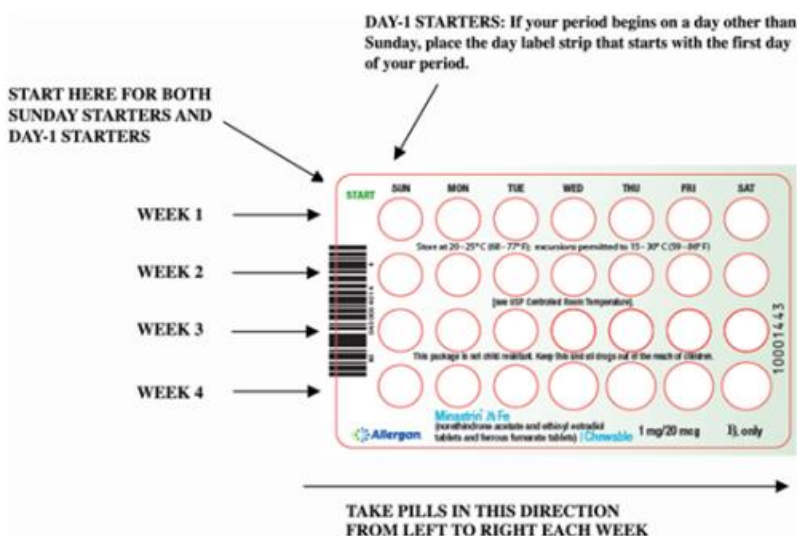 DAY-1 STARTERS: If your period begins on a day other than
Sunday, place the day label strip that starts with the first day
of your period.
START HERE FOR BOTH
SUNDAY STARTERS AND
DAY-1 STARTERS
START SUN MON TUE WED THU FRI SAT
WEEK 1
Store at 20 - 25° C (68 - 77° F); excursions permitted to 15 - 30° C (59 - 86° F)
WEEK 2
[see USP Controlled Room Temperature].
WEEK 3
This package is not child resistant. Keep this and all drugs out of the reach of children.
WEEK 4
10001443
Minastrin Fe
(norethindrone acetate and ethinyl estradiol
tablets and ferrous fumarate tablets) | Chewable 1 mg/20 mcg ℞ only
Allergan
TAKE PILLS IN THIS DIRECTION
FROM LEFT TO RIGHT EACH WEEK